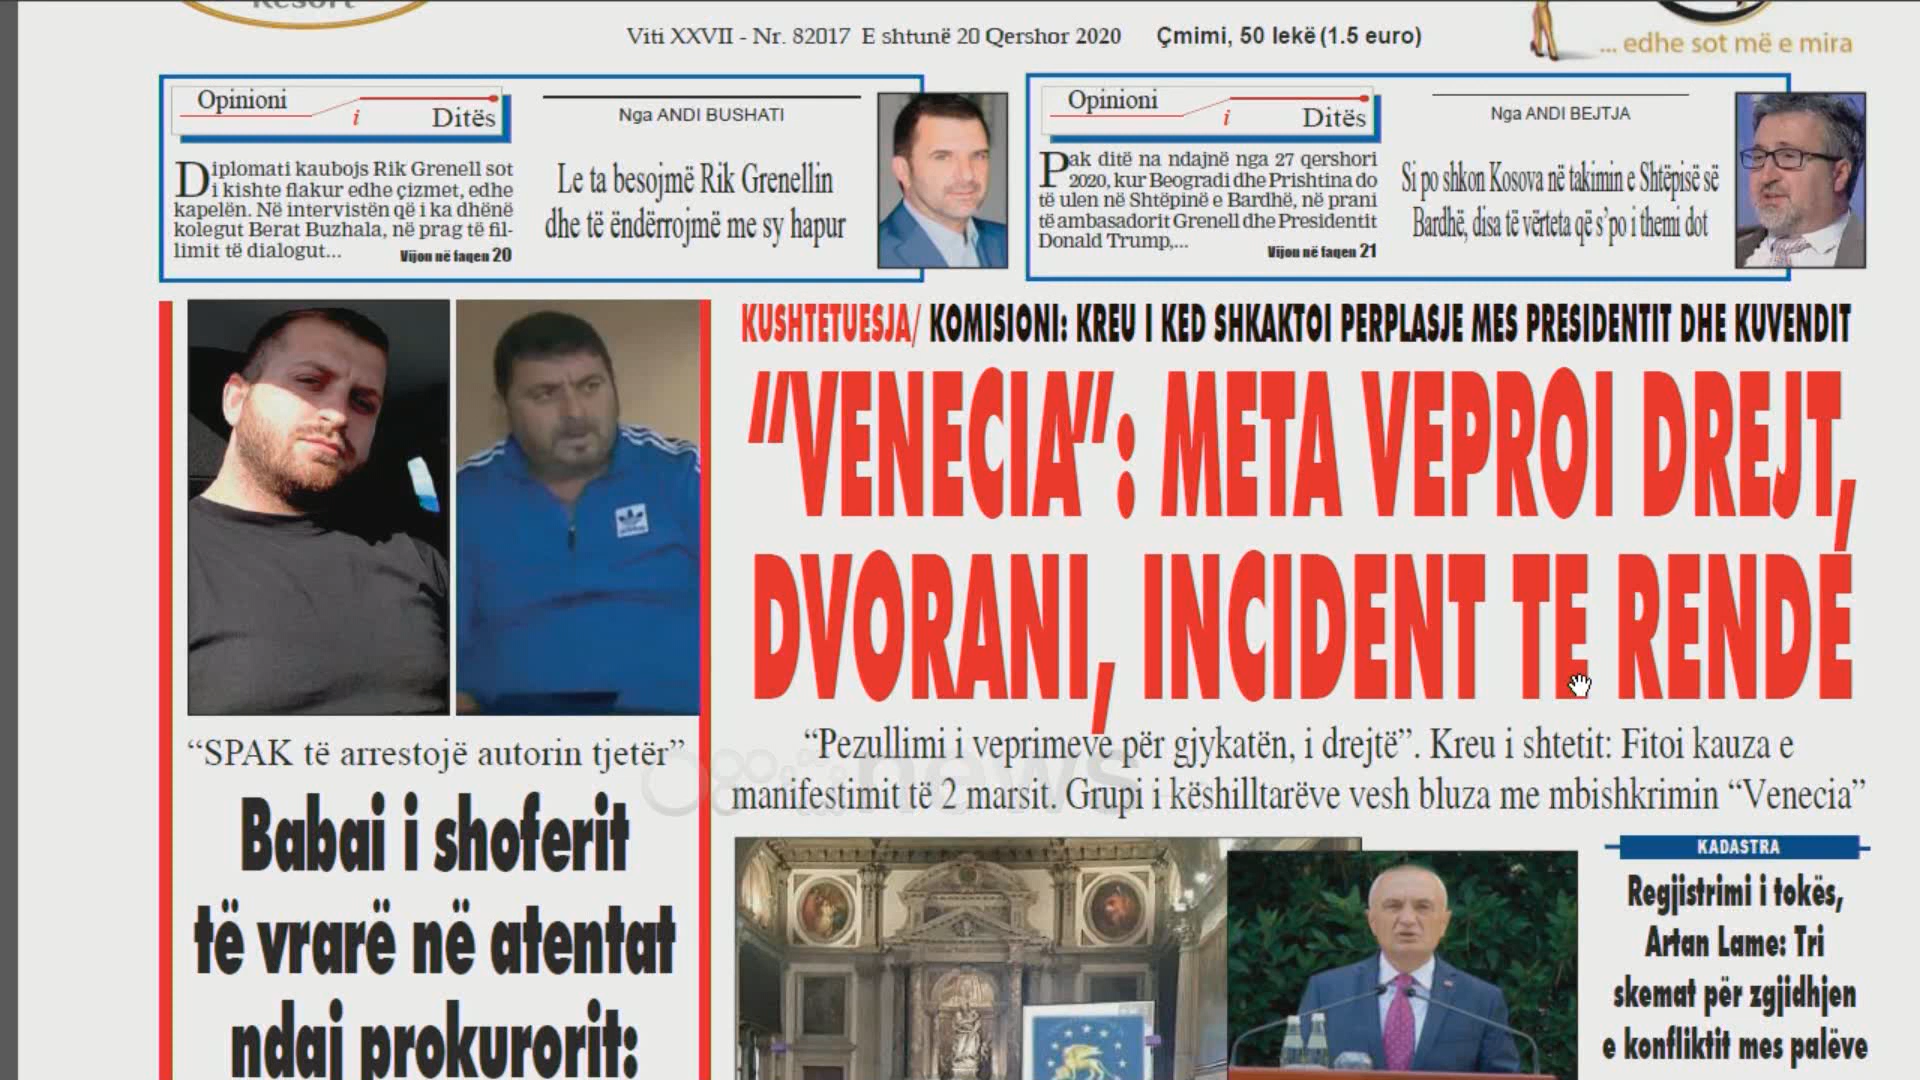 Resort
Viti XXVII - Nr. 82017 E shtunë 20 Qershor 2020 Çmimi, 50 lekë (1.5 euro)
... edhe sot më e mira
Opinioni
i
Ditës
Diplomati kaubojs Rik Grenell sot
i kishte flakur edhe çizmet, edhe
kapelën. Në intervistën që i ka dhënë
kolegut Berat Buzhala, në prag të fil-
limit të dialogut...
Vijon në faqen 20
Nga ANDI BUSHATI
Le ta besojmë Rik Grenellin
dhe të ëndërrojmë me sy hapur
Opinioni
i
Ditës
Pak ditë na ndajnë nga 27 qershori
2020, kur Beogradi dhe Prishtina do
të ulen në Shtëpinë e Bardhë, në prani
të ambasadorit Grenell dhe Presidentit
Donald Trump,...
Vijon në faqen 21
Nga ANDI BEJTJA
Si po shkon Kosova në takimin e Shtëpisë së
Bardhë, disa të vërteta që s’po i themi dot
KUSHTETUESJA/ KOMISIONI: KREU I KED SHKAKTOI PERPLASJE MES PRESIDENTIT DHE KUVENDIT
“VENECIA”: META VEPROI DREJT,
DVORANI, INCIDENT TE RENDE
“Pezullimi i veprimeve për gjykatën, i drejtë”. Kreu i shtetit: Fitoi kauza e
manifestimit të 2 marsit. Grupi i këshilltarëve vesh bluza me mbishkrimin “Venecia”
adidas
“SPAK të arrestojë autorin tjetër”
Babai i shoferit
të vrarë në atentat
ndaj prokurorit:
news
KADASTRA
Regjistrimi i tokës,
Artan Lame: Tri
skemat për zgjidhjen
e konfliktit mes palëve